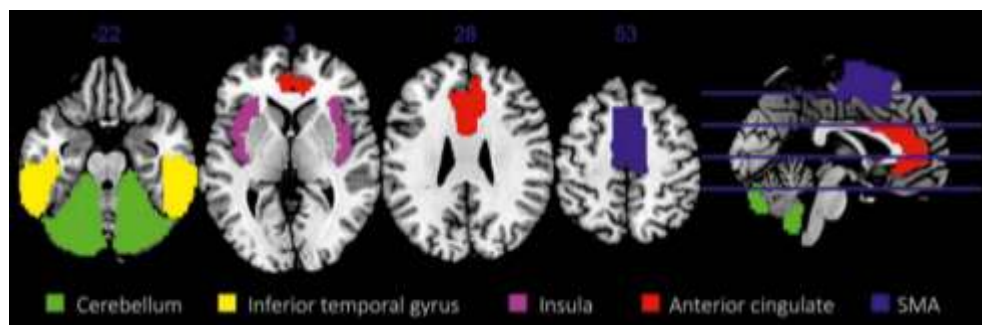 -22 3 28 53
Cerebellum Inferior temporal gyrus Insula Anterior cingulate SMA